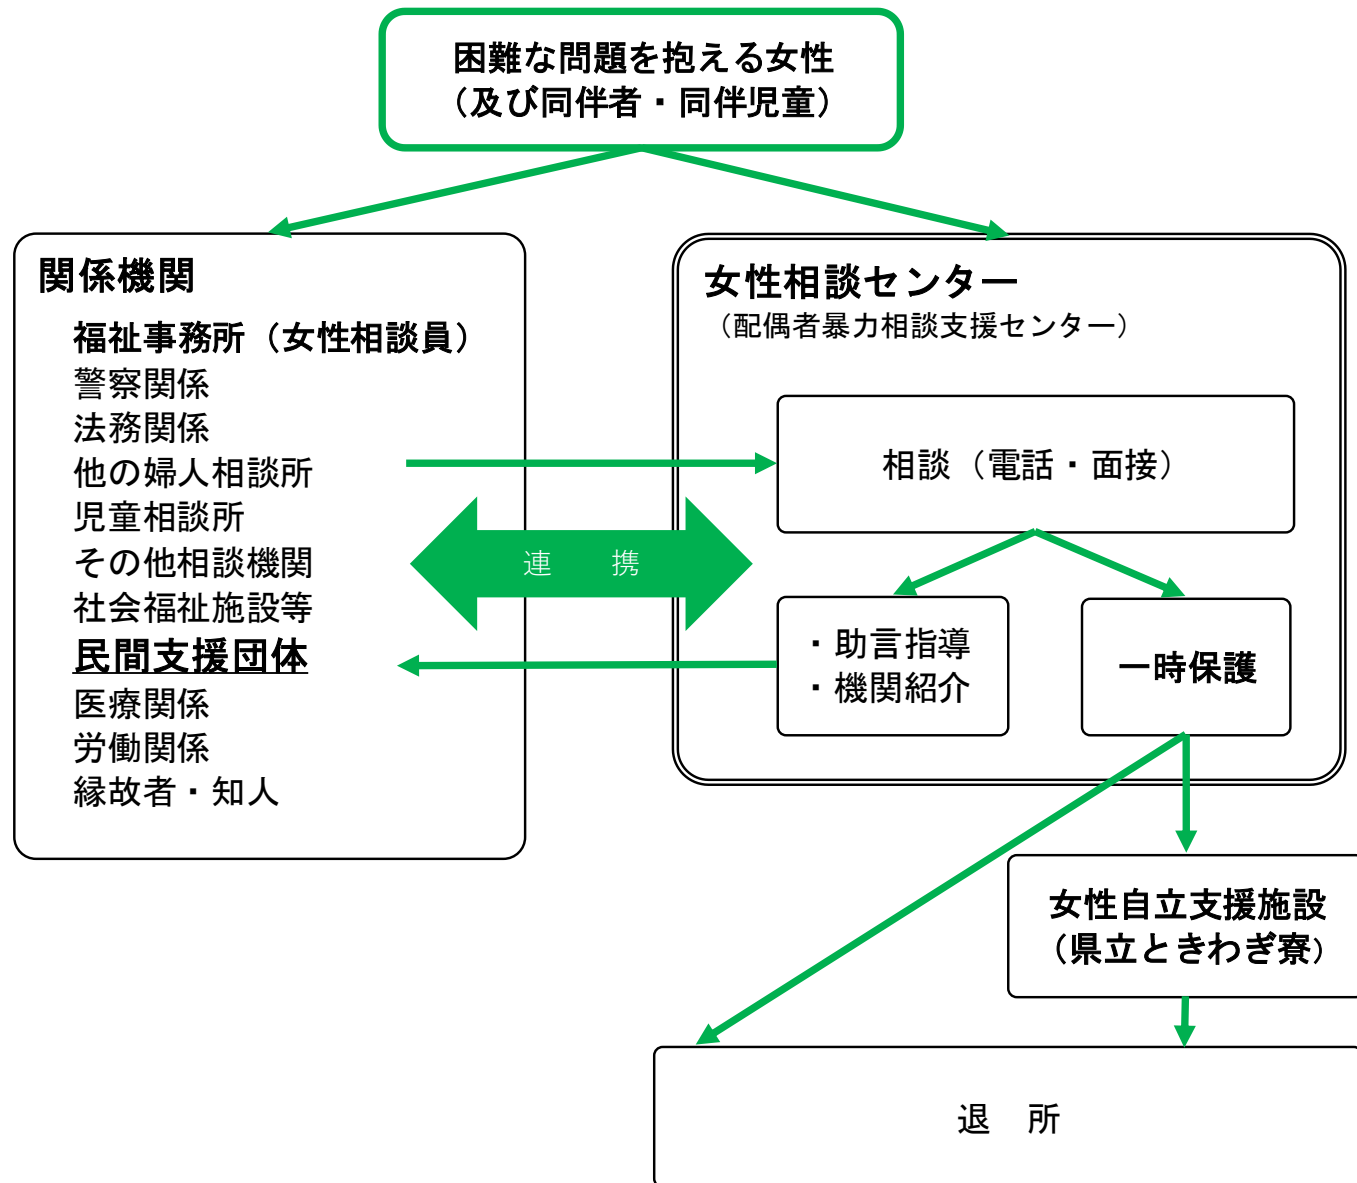 困難な問題を抱える女性
（及び同伴者・同伴児童）
関係機関
福祉事務所（女性相談員）
警察関係
法務関係
他の婦人相談所
児童相談所
その他相談機関
社会福祉施設等
民間支援団体
医療関係
労働関係
縁故者・知人
連　携
女性相談センター
（配偶者暴力相談支援センター）
相談（電話・面接）
・助言指導
・機関紹介
一時保護
女性自立支援施設
（県立ときわぎ寮）
退　所